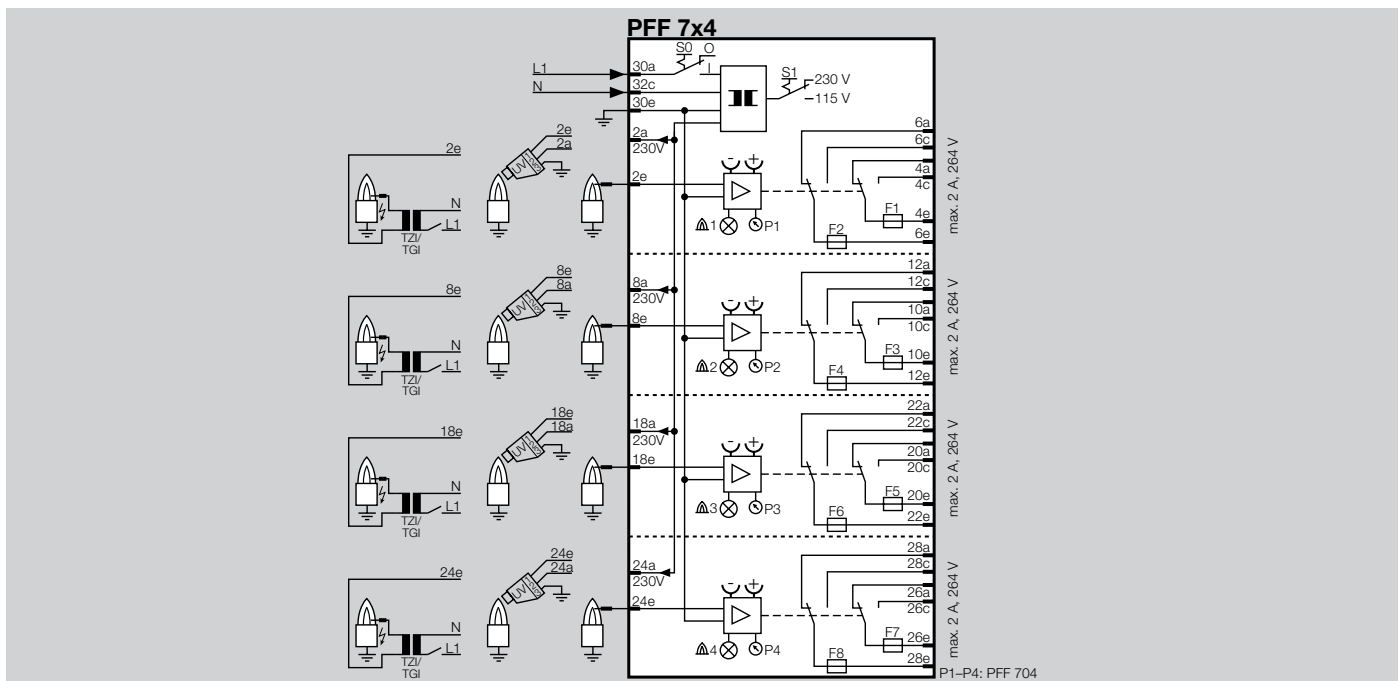 PFF 7x4
S0 O
I
L1 30a
N 32c
30e
S1
230 V
115 V
2a
230V
2e
2e
2a
UV
2e
N
L1
TZI/
TGI
- +
1 P1
6a
6c
4a
4c
F1 4e
F2 6e
max. 2 A, 264 V
8a
230V
8e
8e
8a
UV
8e
N
L1
TZI/
TGI
- +
2 P2
12a
12c
10a
10c
F3 10e
F4 12e
max. 2 A, 264 V
18a
230V
18e
18e
18a
UV
18e
N
L1
TZI/
TGI
- +
3 P3
22a
22c
20a
20c
F5 20e
F6 22e
max. 2 A, 264 V
24a
230V
24e
24e
24a
UV
24e
N
L1
TZI/
TGI
- +
4 P4
28a
28c
26a
26c
F7 26e
F8 28e
max. 2 A, 264 V
P1–P4: PFF 704